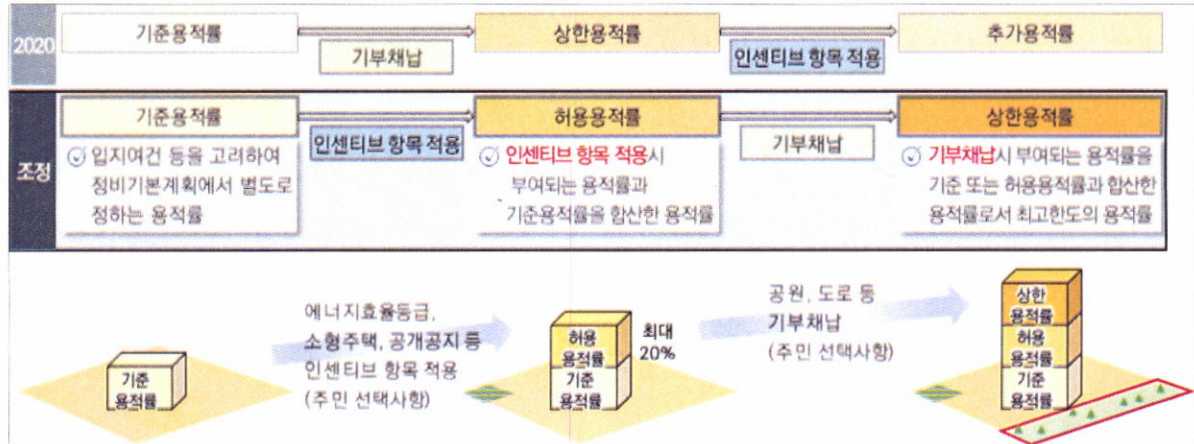 2020
기준용적률
기부채납
상한용적률
인센티브 항목 적용
추가용적률
조정
기준용적률
입지여건 등을 고려하여
정비기본계획에서 별도로
정하는 용적률
인센티브 항목 적용
허용용적률
인센티브 항목 적용시
부여되는 용적률과
기준용적률을 합산한 용적률
기부채납
상한용적률
기부채납시 부여되는 용적률을
기준 또는 허용용적률과 합산한
용적률로서 최고한도의 용적률
기준
용적률
에너지효율등급,
소형주택, 공개공지 등
인센티브 항목 적용
(주민 선택사항)
허용
용적률
기준
용적률
최대
20%
공원, 도로 등
기부채납
(주민 선택사항)
상한
용적률
허용
용적률
기준
용적률